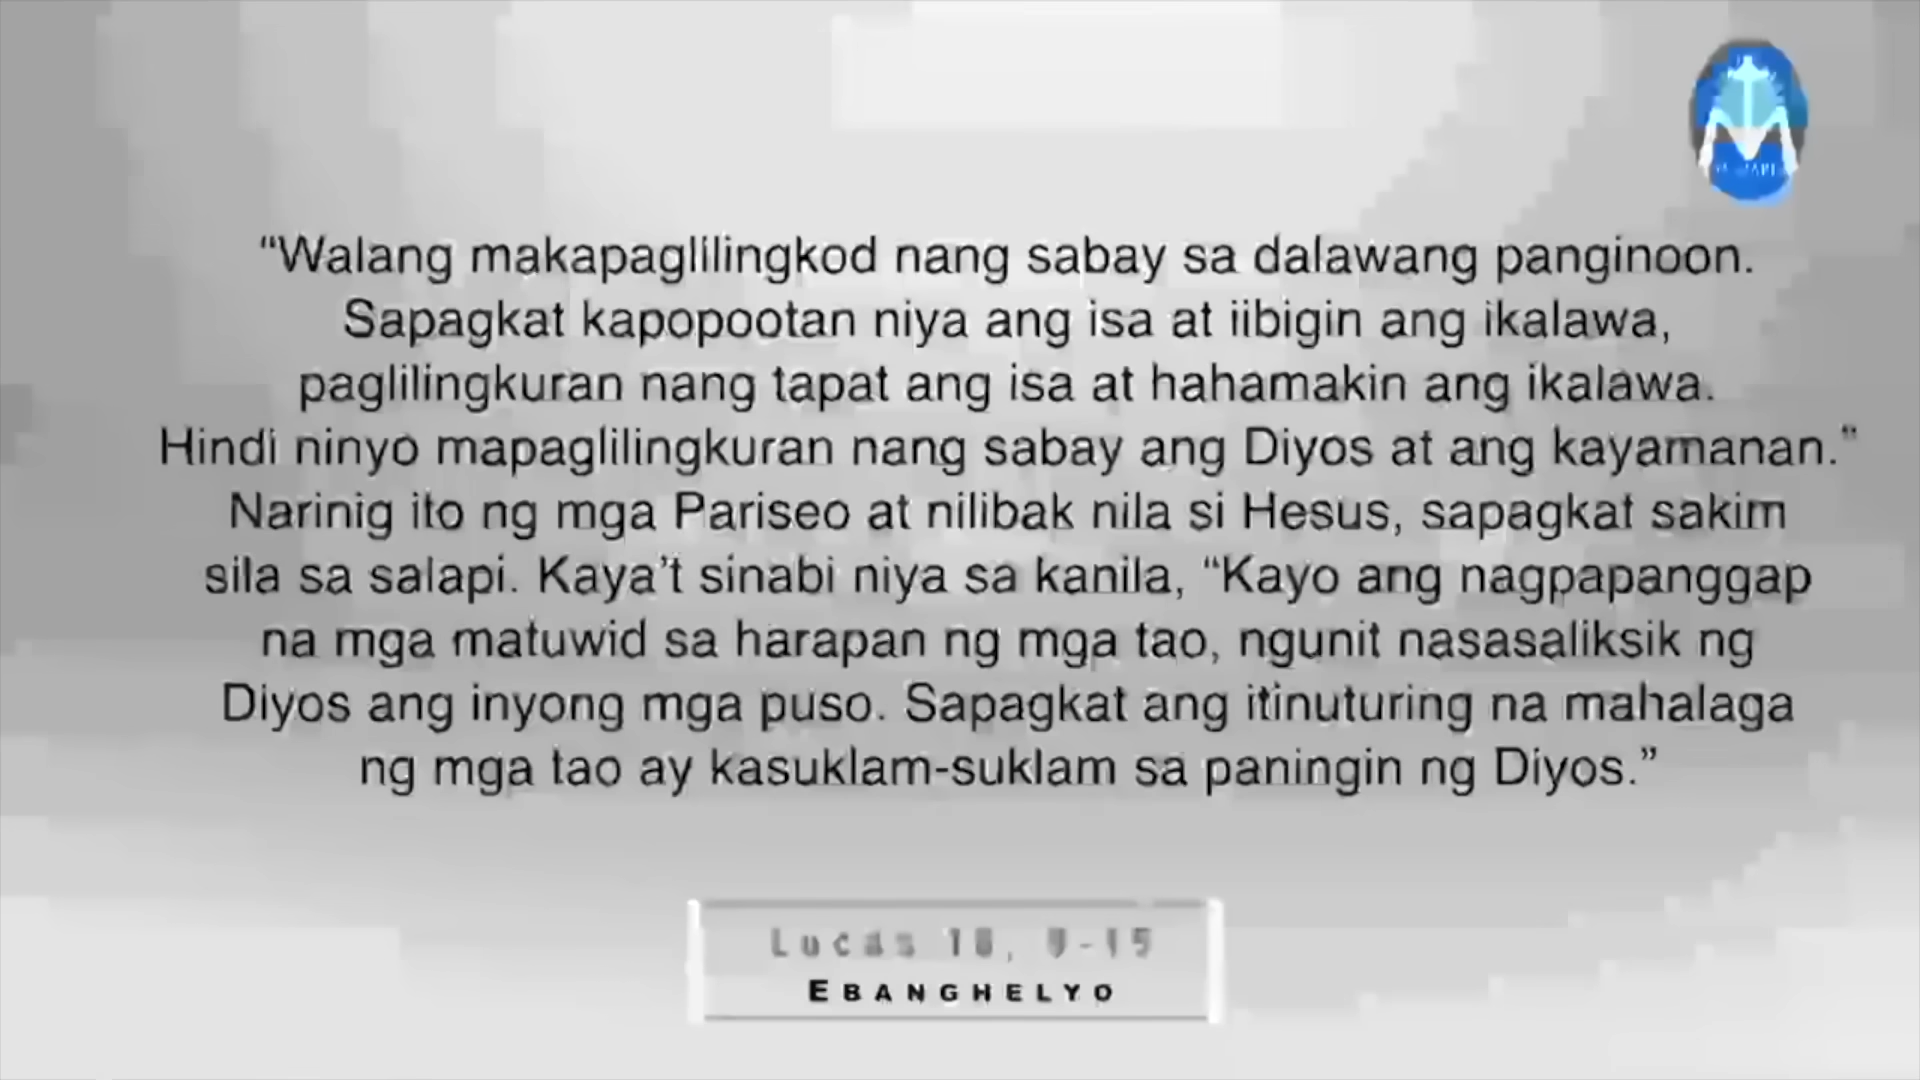 “Walang makapaglilingkod nang sabay sa dalawang panginoon.
Sapagkat kapopootan niya ang isa at iibigin ang ikalawa,
paglilingkuran nang tapat ang isa at hahamakin ang ikalawa.
Hindi ninyo mapaglilingkuran nang sabay ang Diyos at ang kayamanan.”
Narinig ito ng mga Pariseo at nilibak nila si Hesus, sapagkat sakim
sila sa salapi. Kaya’t sinabi niya sa kanila, “Kayo ang nagpapanggap
na mga matuwid sa harapan ng mga tao, ngunit nasasaliksik ng
Diyos ang inyong mga puso. Sapagkat ang itinuturing na mahalaga
ng mga tao ay kasuklam-suklam sa paningin ng Diyos.”
Lucas
EBANGHELYO